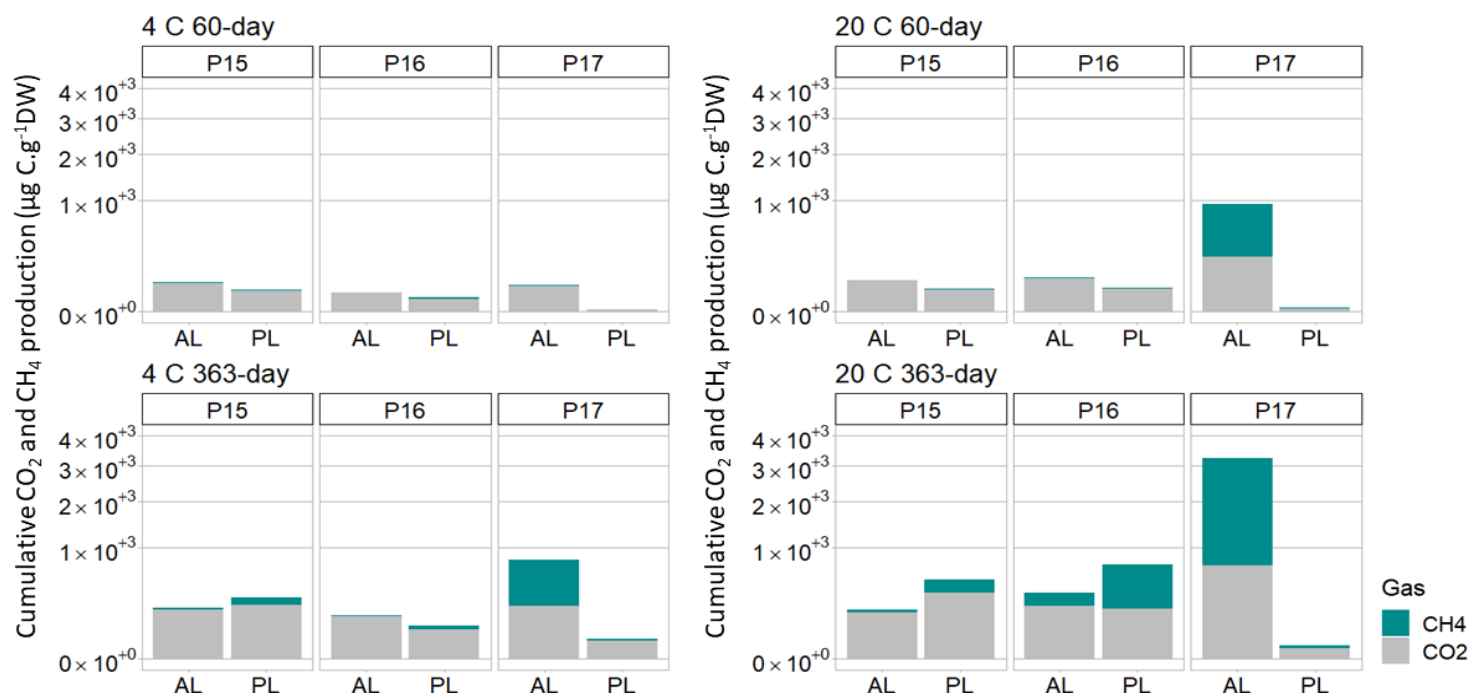 4 C 60-day
P15 P16 P17
Cumulative CO₂ and CH₄ production (µg C.g⁻¹DW)
4 × 10⁺³
3 × 10⁺³
2 × 10⁺³
1 × 10⁺³
0 × 10⁺⁰
AL PL AL PL AL PL
20 C 60-day
P15 P16 P17
Cumulative CO₂ and CH₄ production (µg C.g⁻¹DW)
4 × 10⁺³
3 × 10⁺³
2 × 10⁺³
1 × 10⁺³
0 × 10⁺⁰
AL PL AL PL AL PL
4 C 363-day
P15 P16 P17
4 × 10⁺³
3 × 10⁺³
2 × 10⁺³
1 × 10⁺³
0 × 10⁺⁰
AL PL AL PL AL PL
20 C 363-day
P15 P16 P17
4 × 10⁺³
3 × 10⁺³
2 × 10⁺³
1 × 10⁺³
0 × 10⁺⁰
AL PL AL PL AL PL
Gas
CH4
CO2